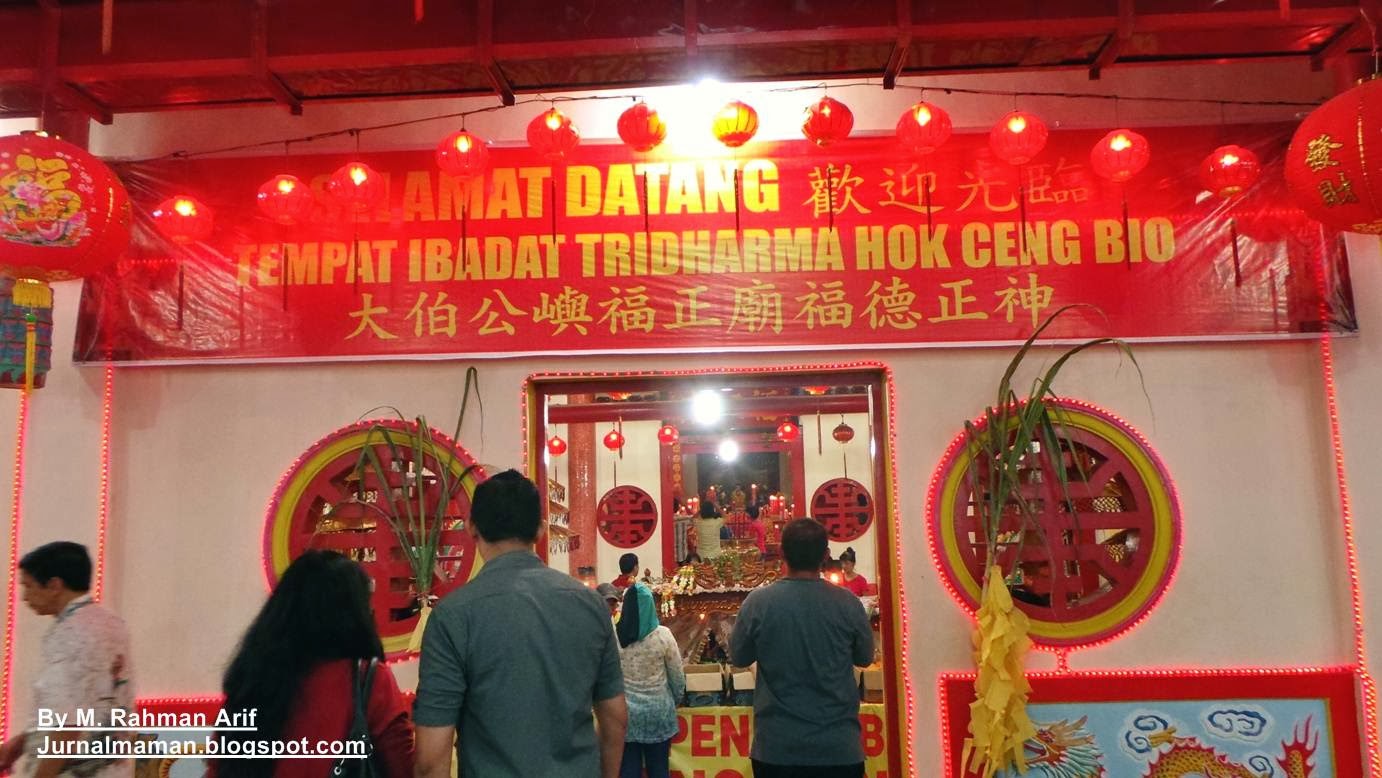 SELAMAT DATANG 歡迎光臨
TEMPAT IBADAT TRIDHARMA HOK CENG BIO
大伯公嶼福正廟福德正神
發財
By M. Rahman Arif
Jurnalmaman.blogspot.com